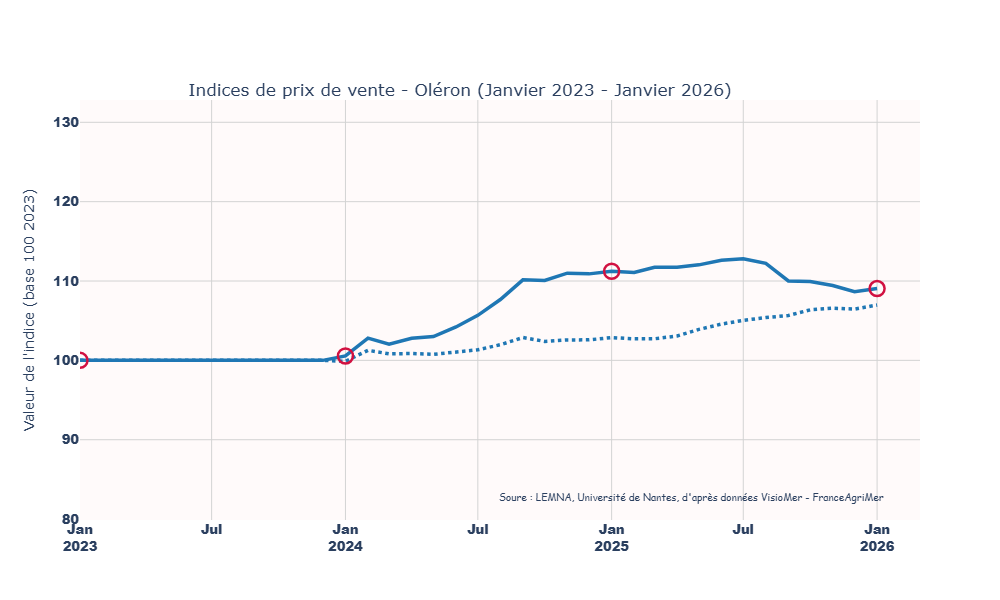 Indices de prix de vente - Oléron (Janvier 2023 - Janvier 2026)
Valeur de l'indice (base 100 2023)
130
120
110
100
90
80
Soure : LEMNA, Université de Nantes, d'après données VisioMer - FranceAgriMer
Jan Jul Jan Jul Jan Jul Jan
2023 2024 2025 2026